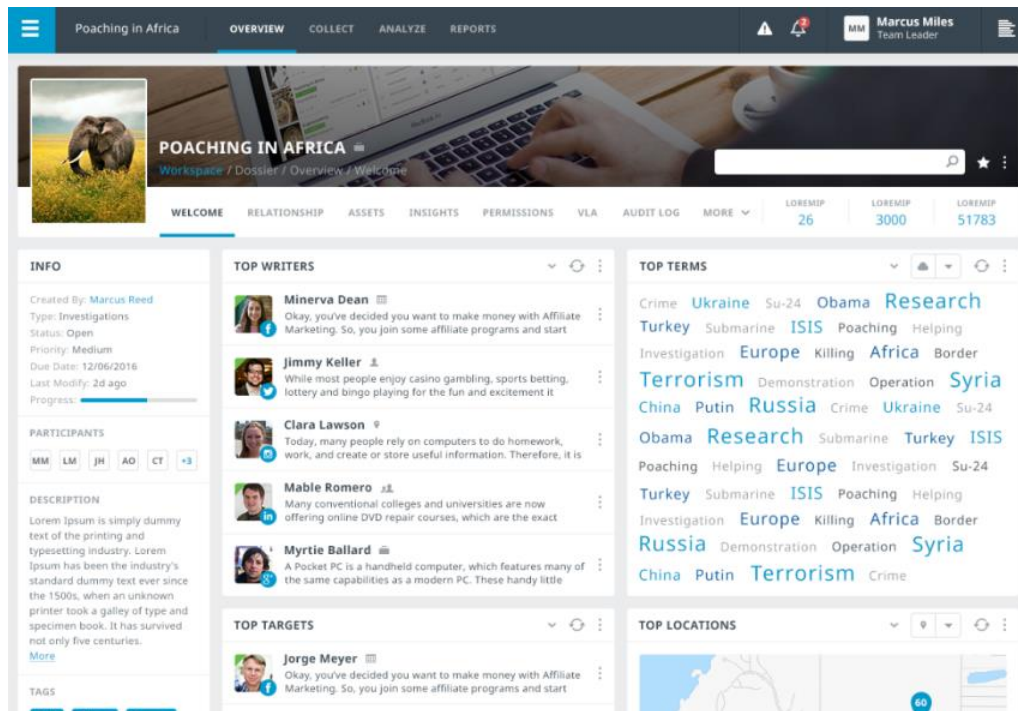 Poaching in Africa
OVERVIEW
COLLECT
ANALYZE
REPORTS
2
MM
Marcus Miles
Team Leader
POACHING IN AFRICA
Workspace / Dossier / Overview / Welcome
WELCOME
RELATIONSHIP
ASSETS
INSIGHTS
PERMISSIONS
VLA
AUDIT LOG
MORE
LOREMIP
26
LOREMIP
3000
LOREMIP
51783
INFO
Created By: Marcus Reed
Type: Investigations
Status: Open
Priority: Medium
Due Date: 12/06/2016
Last Modify: 2d ago
Progress:
PARTICIPANTS
MM LM JH AO CT +3
DESCRIPTION
Lorem Ipsum is simply dummy
text of the printing and
typesetting industry. Lorem
Ipsum has been the industry's
standard dummy text ever since
the 1500s, when an unknown
printer took a galley of type and
specimen book. It has survived
not only five centuries.
More
TAGS
TOP WRITERS
Minerva Dean
Okay, you've decided you want to make money with Affiliate
Marketing. So, you join some affiliate programs and start
Jimmy Keller
While most people enjoy casino gambling, sports betting,
lottery and bingo playing for the fun and excitement it
Clara Lawson
Today, many people rely on computers to do homework,
work, and create or store useful information. Therefore, it is
Mable Romero
Many conventional colleges and universities are now
offering online DVD repair courses, which are the exact
Myrtie Ballard
A Pocket PC is a handheld computer, which features many of
the same capabilities as a modern PC. These handy little
TOP TARGETS
Jorge Meyer
Okay, you've decided you want to make money with Affiliate
Marketing. So, you join some affiliate programs and start
TOP TERMS
Crime Ukraine Su-24 Obama Research
Turkey Submarine ISIS Poaching Helping
Investigation Europe Killing Africa Border
Terrorism Demonstration Operation Syria
China Putin Russia Crime Ukraine Su-24
Obama Research Submarine Turkey ISIS
Poaching Helping Europe Investigation Su-24
Turkey Submarine ISIS Poaching Helping
Investigation Europe Killing Africa Border
Russia Demonstration Operation Syria
China Putin Terrorism Crime
TOP LOCATIONS
60